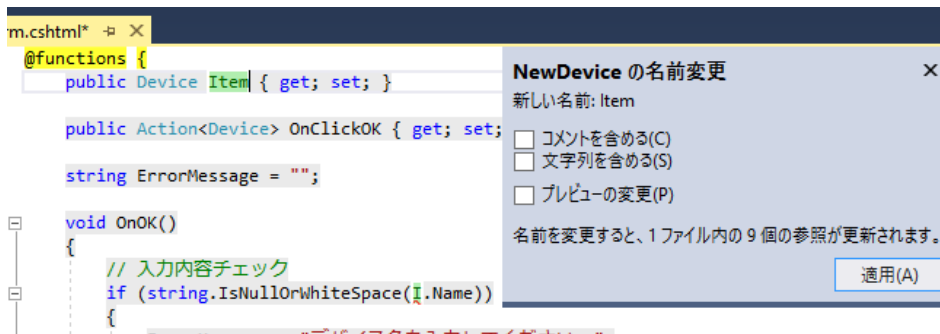 rm.cshtml*
@functions {
public Device Item { get; set; }
public Action<Device> OnClickOK { get; set;
string ErrorMessage = "";
void OnOK()
{
// 入力内容チェック
if (string.IsNullOrWhiteSpace(I.Name))
{
NewDevice の名前変更
新しい名前: Item
コメントを含める(C)
文字列を含める(S)
プレビューの変更(P)
名前を変更すると、1 ファイル内の 9 個の参照が更新されます。
適用(A)